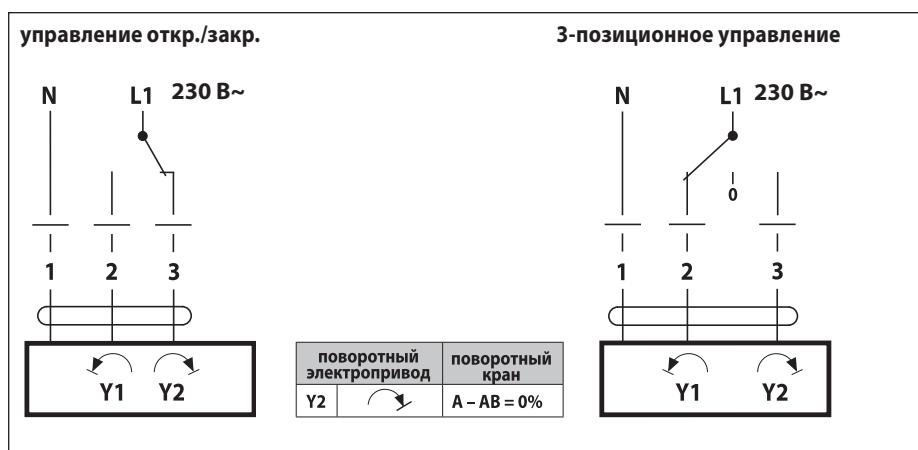 управление откр./закр.
3-позиционное управление
N L1 230 В~
N L1 230 В~
0
1 2 3
1 2 3
Y1 Y2
поворотный электропривод
поворотный кран
Y2 A – AB = 0%
Y1 Y2